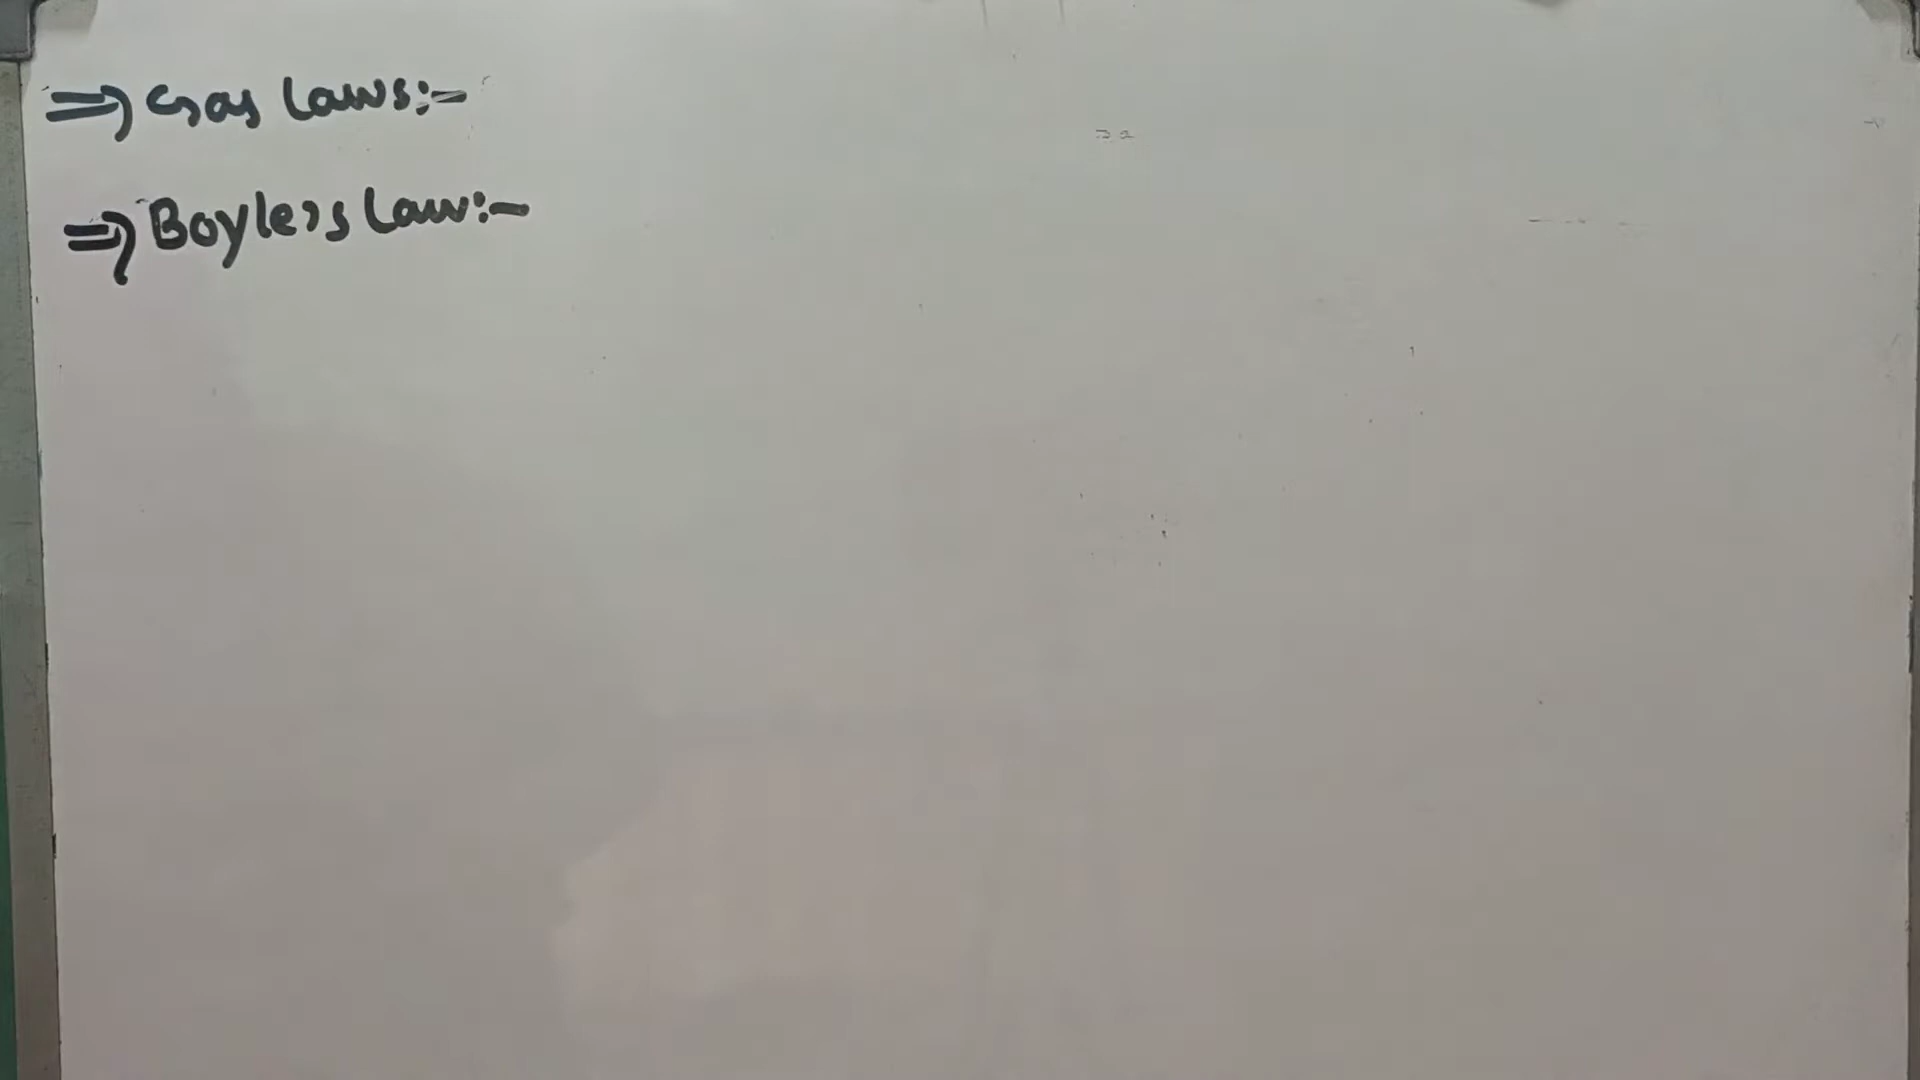 ⇒ Gas Laws:-
⇒ Boyle's Law:-